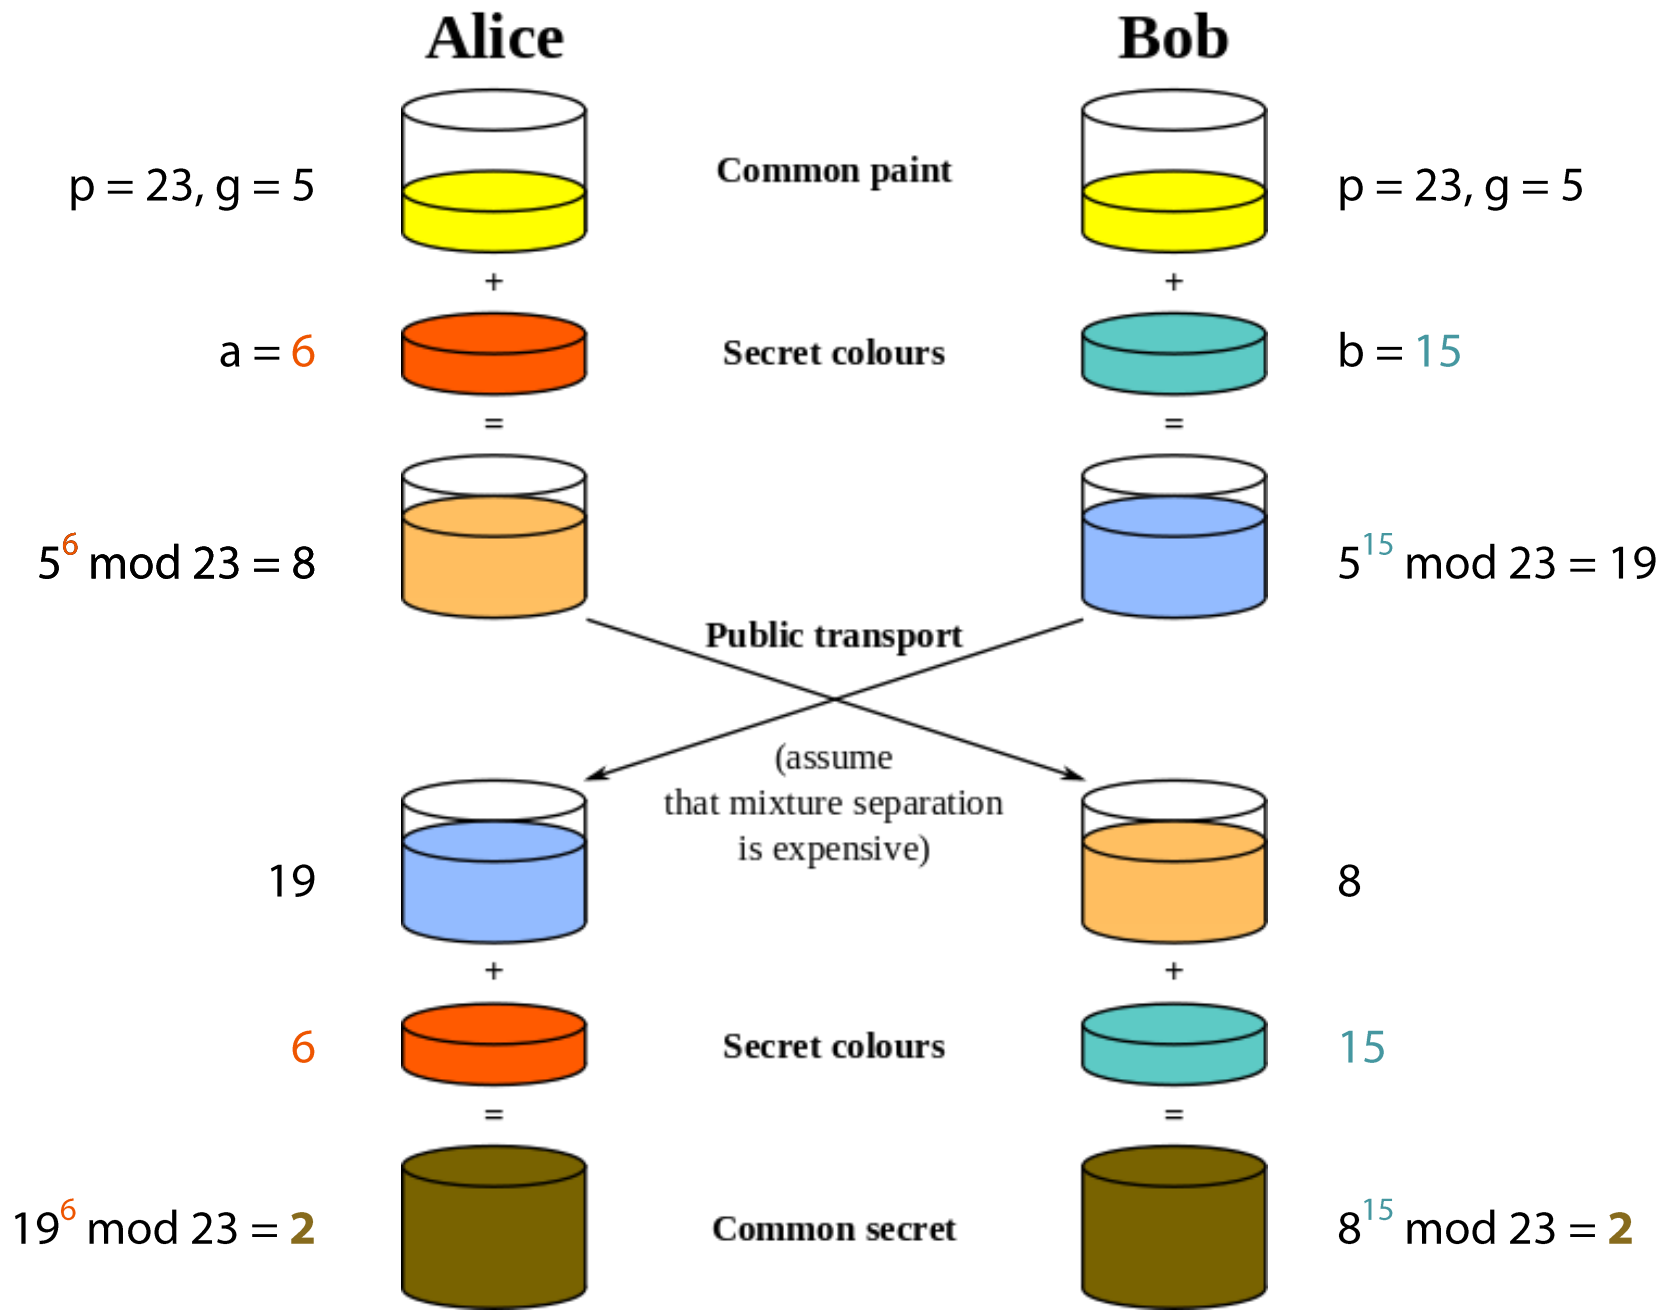 Alice Bob
p = 23, g = 5 Common paint p = 23, g = 5
+ +
a = 6 Secret colours b = 15
= =
5⁶ mod 23 = 8 5¹⁵ mod 23 = 19
Public transport
(assume
that mixture separation
is expensive)
19 8
+ +
6 Secret colours 15
= =
19⁶ mod 23 = 2 Common secret 8¹⁵ mod 23 = 2